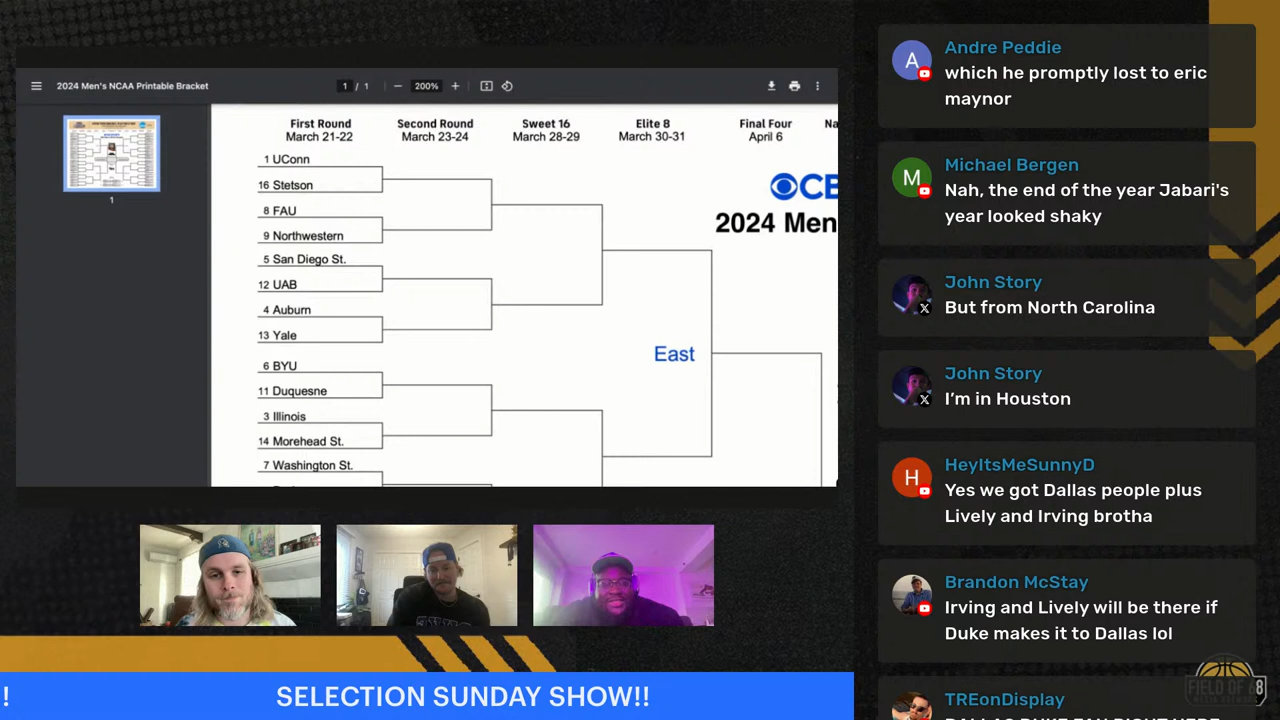 2024 Men's NCAA Printable Bracket
1 / 1
200%
1
First Round
March 21-22
Second Round
March 23-24
Sweet 16
March 28-29
Elite 8
March 30-31
Final Four
April 6
Na
1 UConn
16 Stetson
8 FAU
9 Northwestern
5 San Diego St.
12 UAB
4 Auburn
13 Yale
6 BYU
11 Duquesne
3 Illinois
14 Morehead St.
7 Washington St.
East
CB
2024 Men
SELECTION SUNDAY SHOW!!
!
A
Andre Peddie
which he promptly lost to eric
maynor
M
Michael Bergen
Nah, the end of the year Jabari's
year looked shaky
John Story
But from North Carolina
John Story
I'm in Houston
H
HeyItsMeSunnyD
Yes we got Dallas people plus
Lively and Irving brotha
Brandon McStay
Irving and Lively will be there if
Duke makes it to Dallas lol
TREonDisplay
FIELD OF 68